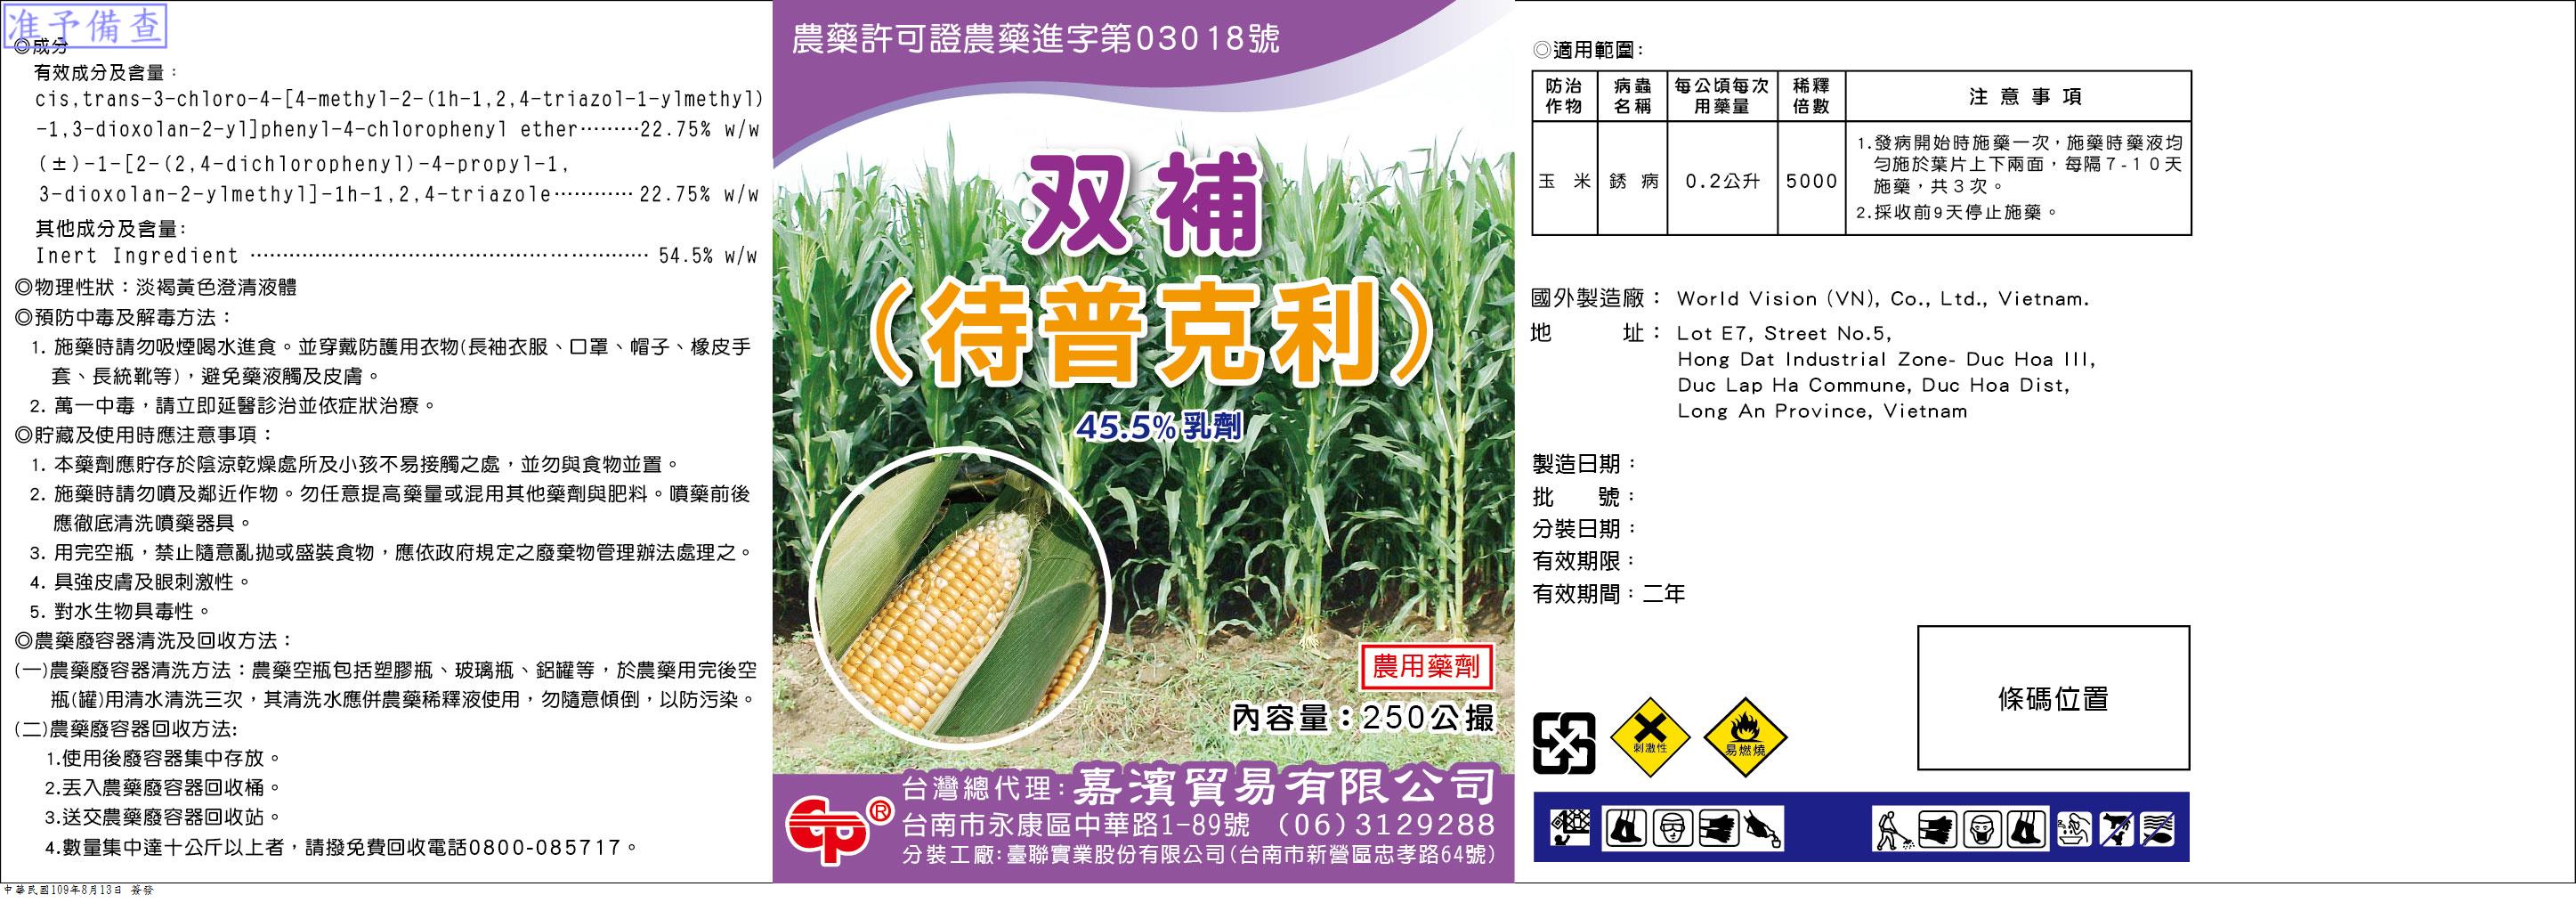 准予備查
◎成分
有效成分及含量：
cis,trans-3-chloro-4-[4-methyl-2-(1h-1,2,4-triazol-1-ylmethyl)
-1,3-dioxolan-2-yl]phenyl-4-chlorophenyl ether………22.75% w/w
(±)-1-[2-(2,4-dichlorophenyl)-4-propyl-1,
3-dioxolan-2-ylmethyl]-1h-1,2,4-triazole…………22.75% w/w
其他成分及含量:
Inert Ingredient ………………………………………………… 54.5% w/w
◎物理性狀：淡褐黃色澄清液體
◎預防中毒及解毒方法：
1. 施藥時請勿吸煙喝水進食。並穿戴防護用衣物(長袖衣服、口罩、帽子、橡皮手
套、長統靴等)，避免藥液觸及皮膚。
2. 萬一中毒，請立即延醫診治並依症狀治療。
◎貯藏及使用時應注意事項：
1. 本藥劑應貯存於陰涼乾燥處所及小孩不易接觸之處，並勿與食物並置。
2. 施藥時請勿噴及鄰近作物。勿任意提高藥量或混用其他藥劑與肥料。噴藥前後
應徹底清洗噴藥器具。
3. 用完空瓶，禁止隨意亂拋或盛裝食物，應依政府規定之廢棄物管理辦法處理之。
4. 具強皮膚及眼刺激性。
5. 對水生物具毒性。
◎農藥廢容器清洗及回收方法：
(一)農藥廢容器清洗方法：農藥空瓶包括塑膠瓶、玻璃瓶、鋁罐等，於農藥用完後空
瓶(罐)用清水清洗三次，其清洗水應併農藥稀釋液使用，勿隨意傾倒，以防污染。
(二)農藥廢容器回收方法:
1.使用後廢容器集中存放。
2.丟入農藥廢容器回收桶。
3.送交農藥廢容器回收站。
4.數量集中達十公斤以上者，請撥免費回收電話0800-085717。
中華民國109年8月13日 簽發
農藥許可證農藥進字第03018號
双補
（待普克利）
45.5%乳劑
農用藥劑
內容量：250公撮
台灣總代理:嘉濱貿易有限公司
CP®
台南市永康區中華路1-89號 (06)3129288
分裝工廠:臺聯實業股份有限公司(台南市新營區忠孝路64號)
◎適用範圍:
防治作物 病蟲名稱 每公頃每次用藥量 稀釋倍數 注意事項
玉米 銹病 0.2公升 5000
1.發病開始時施藥一次，施藥時藥液均
勻施於葉片上下兩面，每隔7-10天
施藥，共3次。
2.採收前9天停止施藥。
國外製造廠： World Vision (VN), Co., Ltd., Vietnam.
地 址： Lot E7, Street No.5,
Hong Dat Industrial Zone- Duc Hoa III,
Duc Lap Ha Commune, Duc Hoa Dist,
Long An Province, Vietnam
製造日期：
批 號：
分裝日期：
有效期限：
有效期間：二年
條碼位置
刺激性
易燃燒